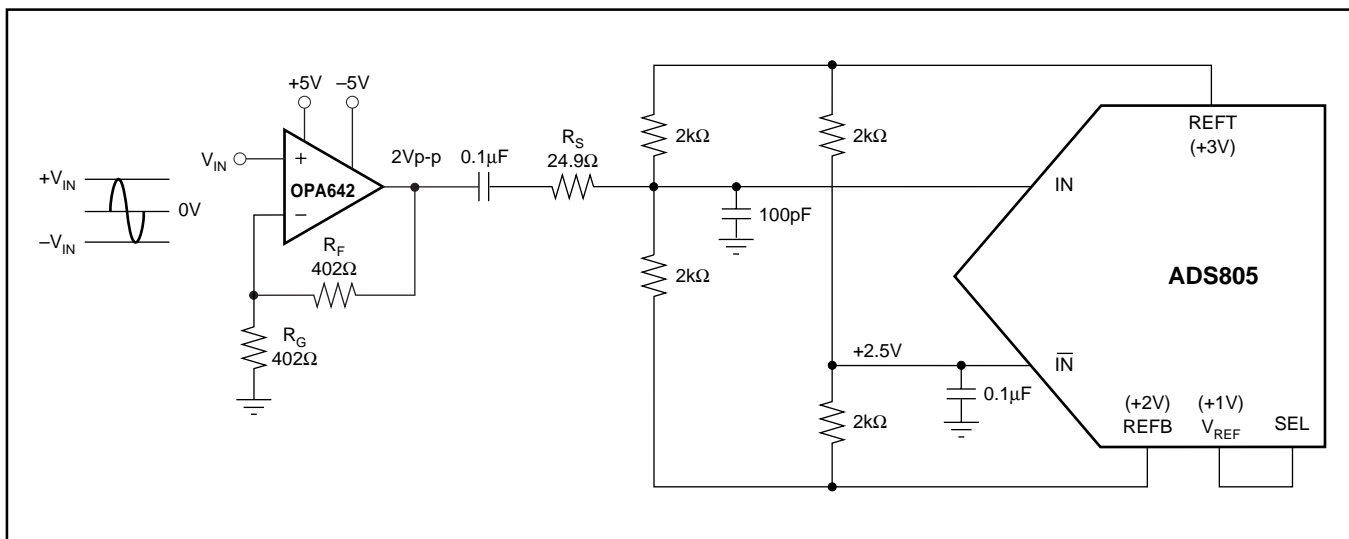 +5V
–5V
V_IN
+
–
OPA642
+V_IN
0V
–V_IN
2Vp-p
0.1µF
R_S
24.9Ω
R_F
402Ω
R_G
402Ω
2kΩ
2kΩ
100pF
2kΩ
+2.5V
0.1µF
2kΩ
REFT
(+3V)
IN
ADS805
I̅N̅
(+2V)
REFB
(+1V)
V_REF
SEL